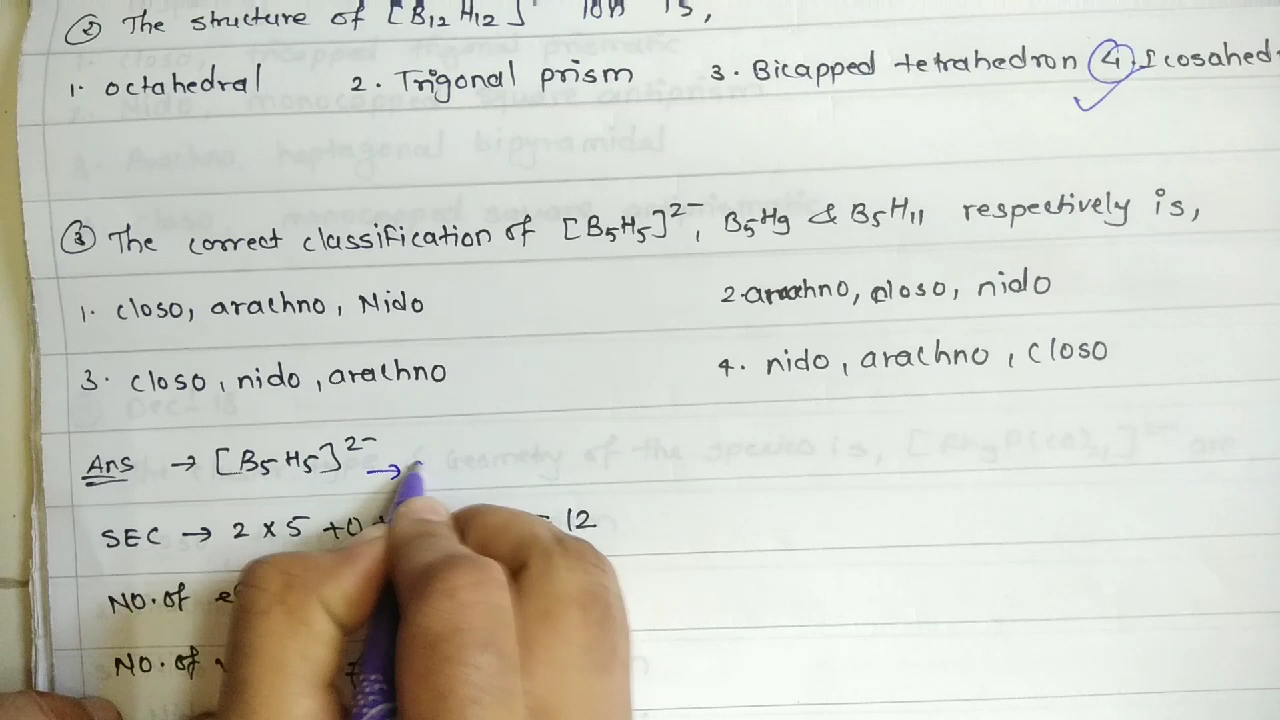 ② The structure of [B12 H12] ion is,
1. octahedral 2. Trigonal prism 3. Bicapped tetrahedron ④ Icosahed
③ The correct classification of [B5H5]2-, B5H9 & B5H11 respectively is,
1. closo, arachno, Nido 2. arachno, closo, nido
3. closo, nido, arachno 4. nido, arachno, closo
Ans → [B5H5]2- →
SEC → 2 x 5 +0 = 12
NO. of
NO. of